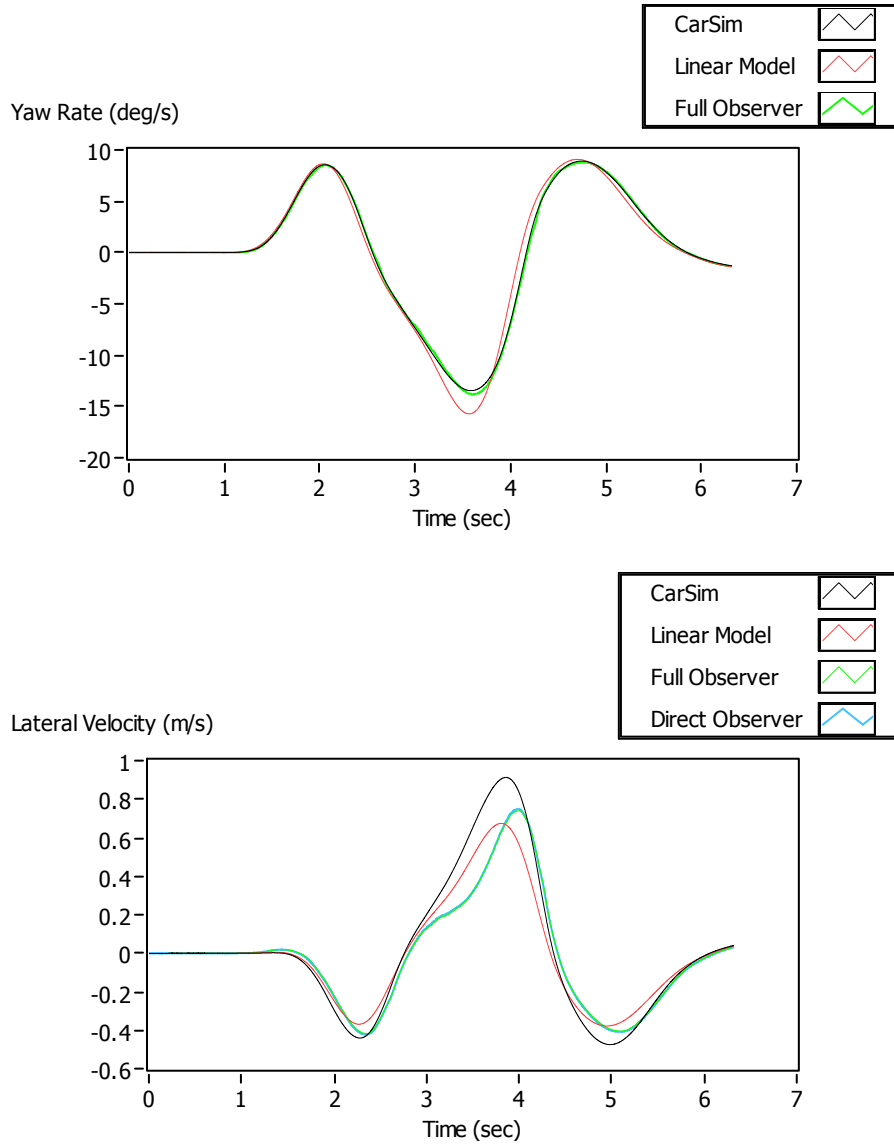 CarSim
Linear Model
Full Observer
Yaw Rate (deg/s)
10
5
0
-5
-10
-15
-20
0 1 2 3 4 5 6 7
Time (sec)
CarSim
Linear Model
Full Observer
Direct Observer
Lateral Velocity (m/s)
1
0.8
0.6
0.4
0.2
0
-0.2
-0.4
-0.6
0 1 2 3 4 5 6 7
Time (sec)